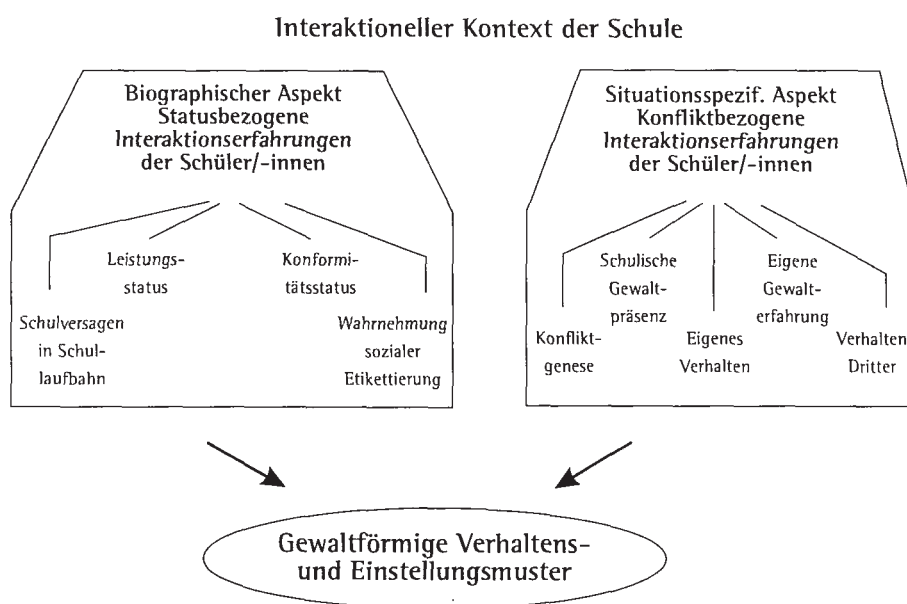 Interaktioneller Kontext der Schule
Biographischer Aspekt
Statusbezogene
Interaktionserfahrungen
der Schüler/-innen
Leistungs-
status
Konformi-
tätsstatus
Schulversagen
in Schul-
laufbahn
Wahrnehmung
sozialer
Etikettierung
Situationsspezif. Aspekt
Konfliktbezogene
Interaktionserfahrungen
der Schüler/-innen
Schulische
Gewalt-
präsenz
Eigene
Gewalt-
erfahrung
Konflikt-
genese
Eigenes
Verhalten
Verhalten
Dritter
Gewaltförmige Verhaltens-
und Einstellungsmuster